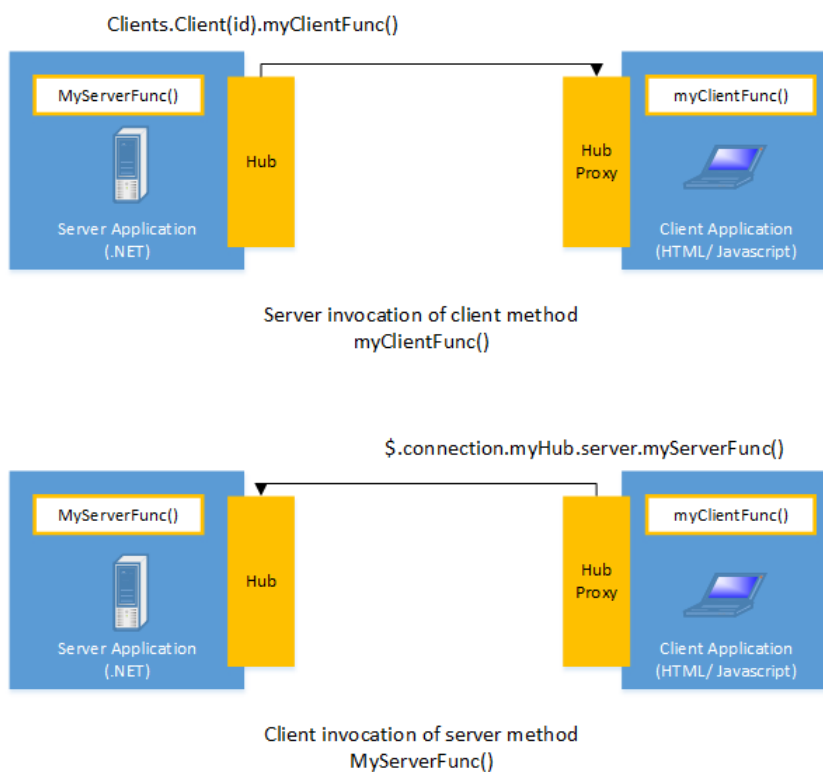 Clients.Client(id).myClientFunc()
MyServerFunc()
myClientFunc()
Hub
Hub
Proxy
Server Application
(.NET)
Client Application
(HTML/ Javascript)
Server invocation of client method
myClientFunc()
$.connection.myHub.server.myServerFunc()
MyServerFunc()
myClientFunc()
Hub
Hub
Proxy
Server Application
(.NET)
Client Application
(HTML/ Javascript)
Client invocation of server method
MyServerFunc()